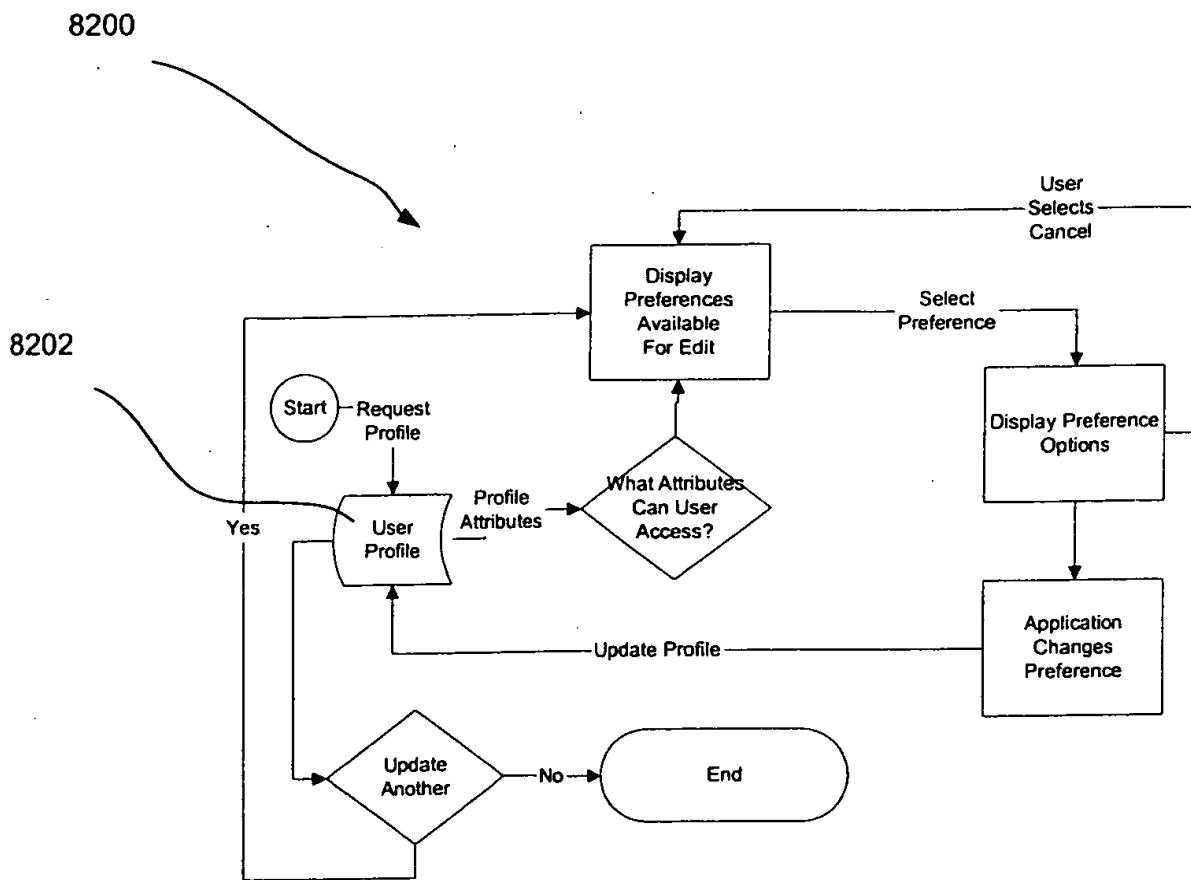 8200
User
Selects
Cancel
Display
Preferences
Available
For Edit
Select
Preference
8202
Start
Request
Profile
Display Preference
Options
What Attributes
Can User
Access?
Profile
Attributes
User
Profile
Yes
Application
Changes
Preference
Update Profile
Update
Another
No
End